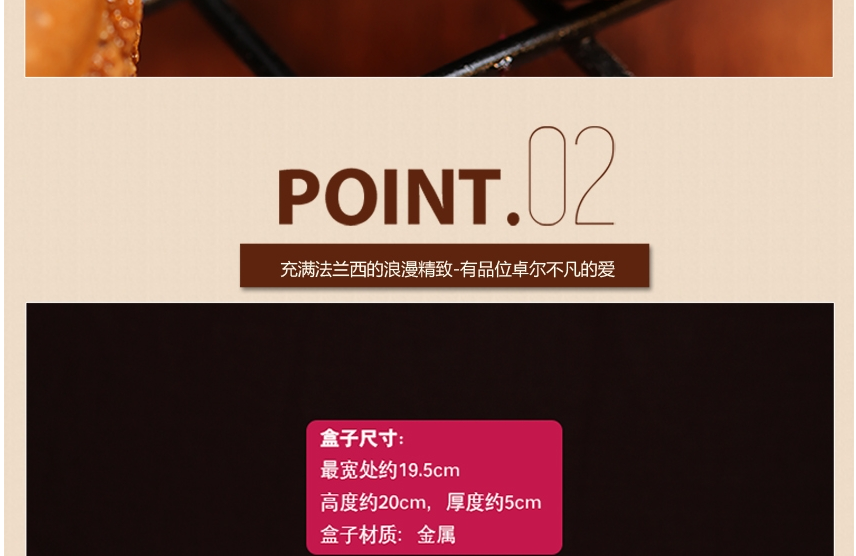 POINT.02
充满法兰西的浪漫精致-有品位卓尔不凡的爱
盒子尺寸：
最宽处约19.5cm
高度约20cm，厚度约5cm
盒子材质：金属